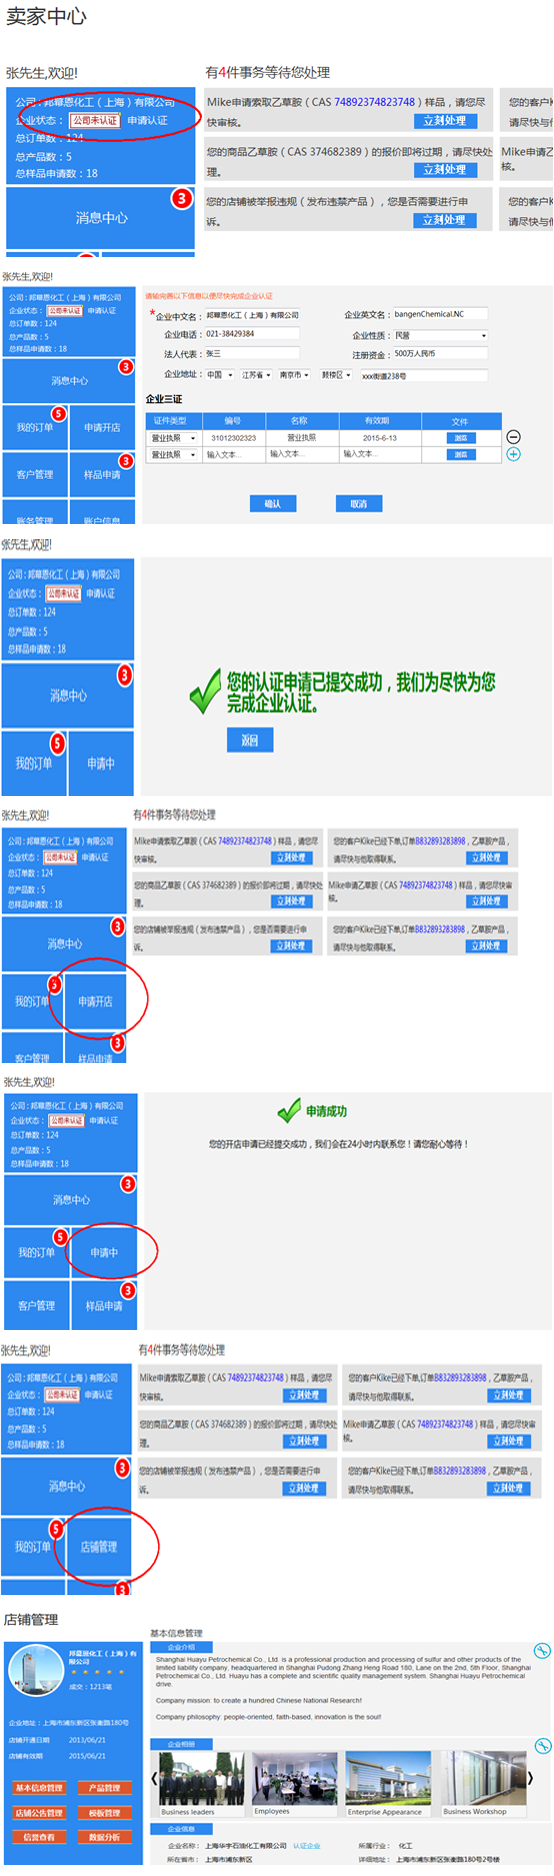 卖家中心
张先生,欢迎!
有4件事务等待您处理
公司：邦草恩化工（上海）有限公司
企业状态： 公司未认证 申请认证
总订单数：124
总产品数：5
总样品申请数：18
Mike申请索取乙草胺（CAS 74892374823748）样品，请您尽
快审核。 立刻处理
您的客户K
请尽快与他
您的商品乙草胺（CAS 374682389）的报价即将过期，请尽快处
理。 立刻处理
Mike申请
核。
您的店铺被举报违规（发布违禁产品），您是否需要进行申
诉。 立刻处理
您的客户K
请尽快与他
消息中心
3
张先生,欢迎!
公司：邦草恩化工（上海）有限公司
企业状态： 公司未认证 申请认证
总订单数：124
总产品数：5
总样品申请数：18
消息中心
3
我的订单
5
申请开店
客户管理
样品申请
3
账务管理
账户信息
请输完善以下信息以便尽快完成企业认证
*企业中文名： 邦草恩化工（上海）有限公司 企业英文名： bangenChemical.NC
企业电话： 021-38429384 企业性质： 民营
法人代表： 张三 注册资金： 500万人民币
企业地址： 中国 江苏省 南京市 鼓楼区 xxx街道238号
企业三证
证件类型 编号 名称 有效期 文件
营业执照 31012302323 营业执照 2015-6-13 浏览
营业执照 输入文本... 输入文本... 输入文本... 浏览
确认 取消
张先生,欢迎!
公司：邦草恩化工（上海）有限公司
企业状态： 公司未认证 申请认证
总订单数：124
总产品数：5
总样品申请数：18
消息中心
3
我的订单
5
申请中
您的认证申请已提交成功，我们为尽快为您
完成企业认证。
返回
张先生,欢迎!
有4件事务等待您处理
公司：邦草恩化工（上海）有限公司
企业状态： 公司未认证 申请认证
总订单数：124
总产品数：5
总样品申请数：18
消息中心
3
我的订单
5
申请开店
客户管理
样品申请
3
Mike申请索取乙草胺（CAS 74892374823748）样品，请您尽
快审核。 立刻处理
您的客户Kike已经下单,订单B832893283898，乙草胺产品，
请尽快与他取得联系。 立刻处理
您的商品乙草胺（CAS 374682389）的报价即将过期，请尽快处
理。 立刻处理
Mike申请乙草胺（CAS 74892374823748）样品，请您尽快审
核。 立刻处理
您的店铺被举报违规（发布违禁产品），您是否需要进行申
诉。 立刻处理
您的客户Kike已经下单,订单B832893283898，乙草胺产品，
请尽快与他取得联系。 立刻处理
张先生,欢迎!
公司：邦草恩化工（上海）有限公司
企业状态： 公司未认证 申请认证
总订单数：124
总产品数：5
总样品申请数：18
消息中心
3
我的订单
5
申请中
客户管理
样品申请
3
申请成功
您的开店申请已经提交成功，我们会在24小时内联系您！请您耐心等待！
张先生,欢迎!
有4件事务等待您处理
公司：邦草恩化工（上海）有限公司
企业状态： 公司未认证 申请认证
总订单数：124
总产品数：5
总样品申请数：18
消息中心
3
我的订单
5
店铺管理
3
Mike申请索取乙草胺（CAS 74892374823748）样品，请您尽
快审核。 立刻处理
您的客户Kike已经下单,订单B832893283898，乙草胺产品，
请尽快与他取得联系。 立刻处理
您的商品乙草胺（CAS 374682389）的报价即将过期，请尽快处
理。 立刻处理
Mike申请乙草胺（CAS 74892374823748）样品，请您尽快审
核。 立刻处理
您的店铺被举报违规（发布违禁产品），您是否需要进行申
诉。 立刻处理
您的客户Kike已经下单,订单B832893283898，乙草胺产品，
请尽快与他取得联系。 立刻处理
店铺管理
邦草恩化工（上海）有
限公司
成交：1213笔
企业地址：上海市浦东新区张衡路180号
店铺开通日期 2013/06/21
店铺有效期 2015/06/21
基本信息管理 产品管理
店铺公告管理 模板管理
信誉查看 数据分析
基本信息管理
企业介绍
Shanghai Huayu Petrochemical Co., Ltd. is a professional production and processing of sulfur and other products of the
limited liability company, headquartered in Shanghai Pudong Zhang Heng Road 180, Lane on the 2nd, 5th Floor, Shanghai
Petrochemical Co., Ltd. Huayu has a complete and scientific quality management system. Shanghai Huayu Petrochemical
drive.
Company mission: to create a hundred Chinese National Research!
Company philosophy: people-oriented, faith-based, innovation is the soul!
企业相册
Business leaders
Employees
Enterprise Appearance
Business Workshop
企业信息
企业名称： 上海华宇石油化工有限公司 认证企业 所属行业： 化工
所在省市： 上海市浦东新区 详细地址： 上海市浦东新区张衡路180号2号楼